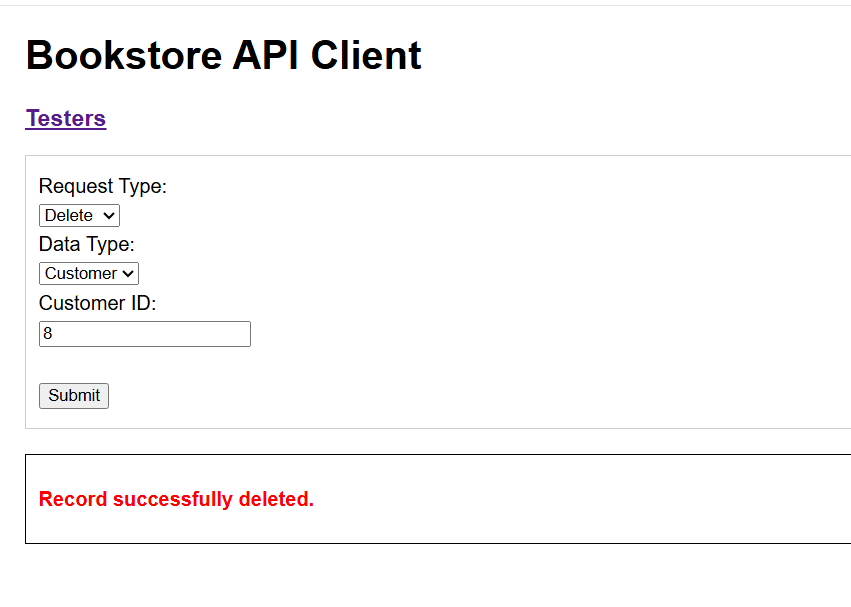 Bookstore API Client
Testers
Request Type:
Delete
Data Type:
Customer
Customer ID:
8
Submit
Record successfully deleted.